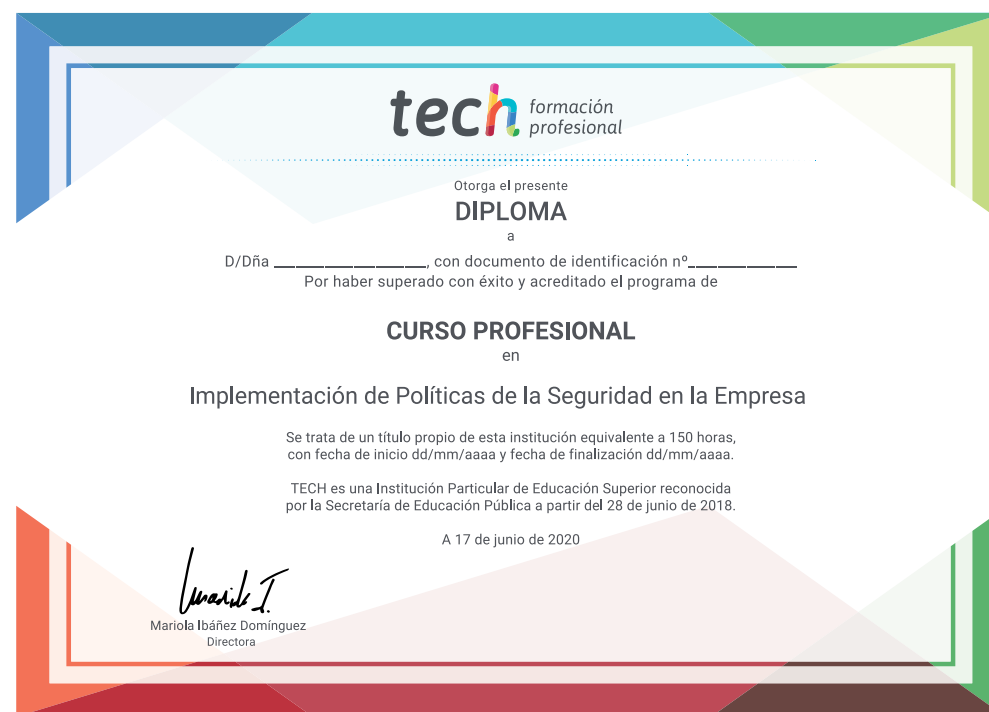 tech formación
profesional
Otorga el presente
DIPLOMA
a
D/Dña ________________, con documento de identificación nº____________
Por haber superado con éxito y acreditado el programa de
CURSO PROFESIONAL
en
Implementación de Políticas de la Seguridad en la Empresa
Se trata de un título propio de esta institución equivalente a 150 horas,
con fecha de inicio dd/mm/aaaa y fecha de finalización dd/mm/aaaa.
TECH es una Institución Particular de Educación Superior reconocida
por la Secretaría de Educación Pública a partir del 28 de junio de 2018.
A 17 de junio de 2020
Mariola Ibáñez Domínguez
Directora